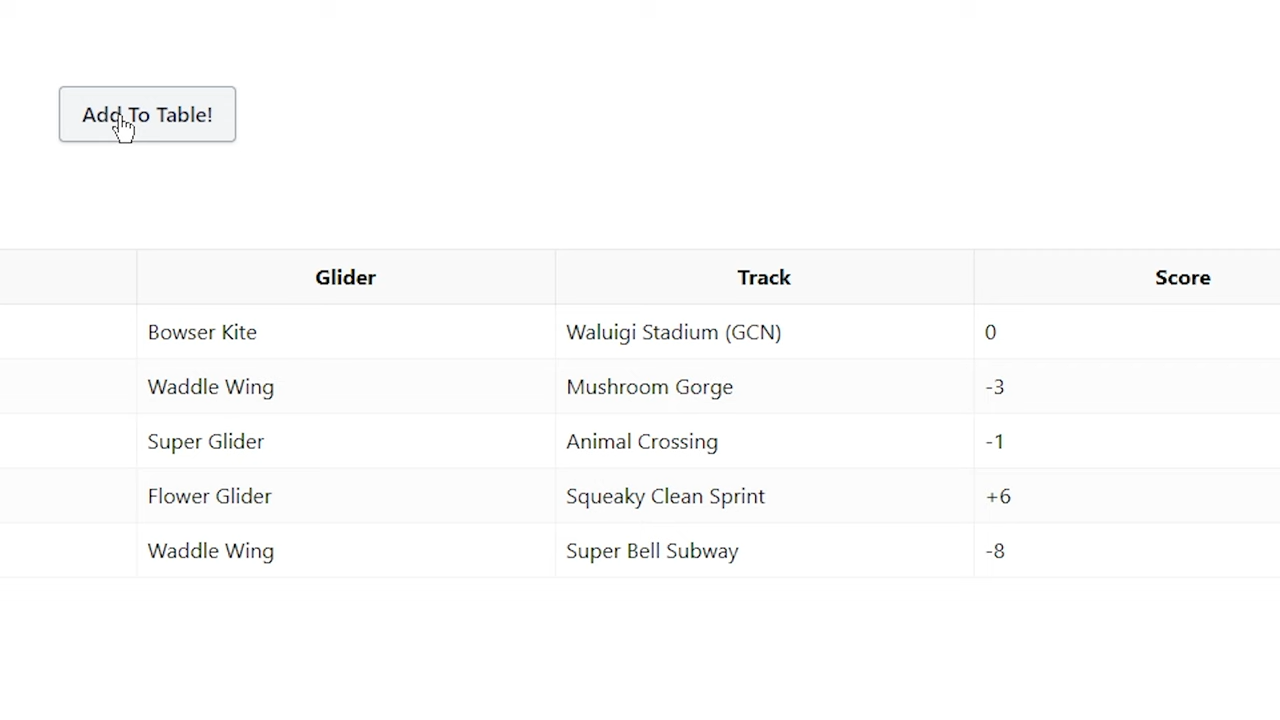 Add To Table!
Glider Track Score
Bowser Kite Waluigi Stadium (GCN) 0
Waddle Wing Mushroom Gorge -3
Super Glider Animal Crossing -1
Flower Glider Squeaky Clean Sprint +6
Waddle Wing Super Bell Subway -8